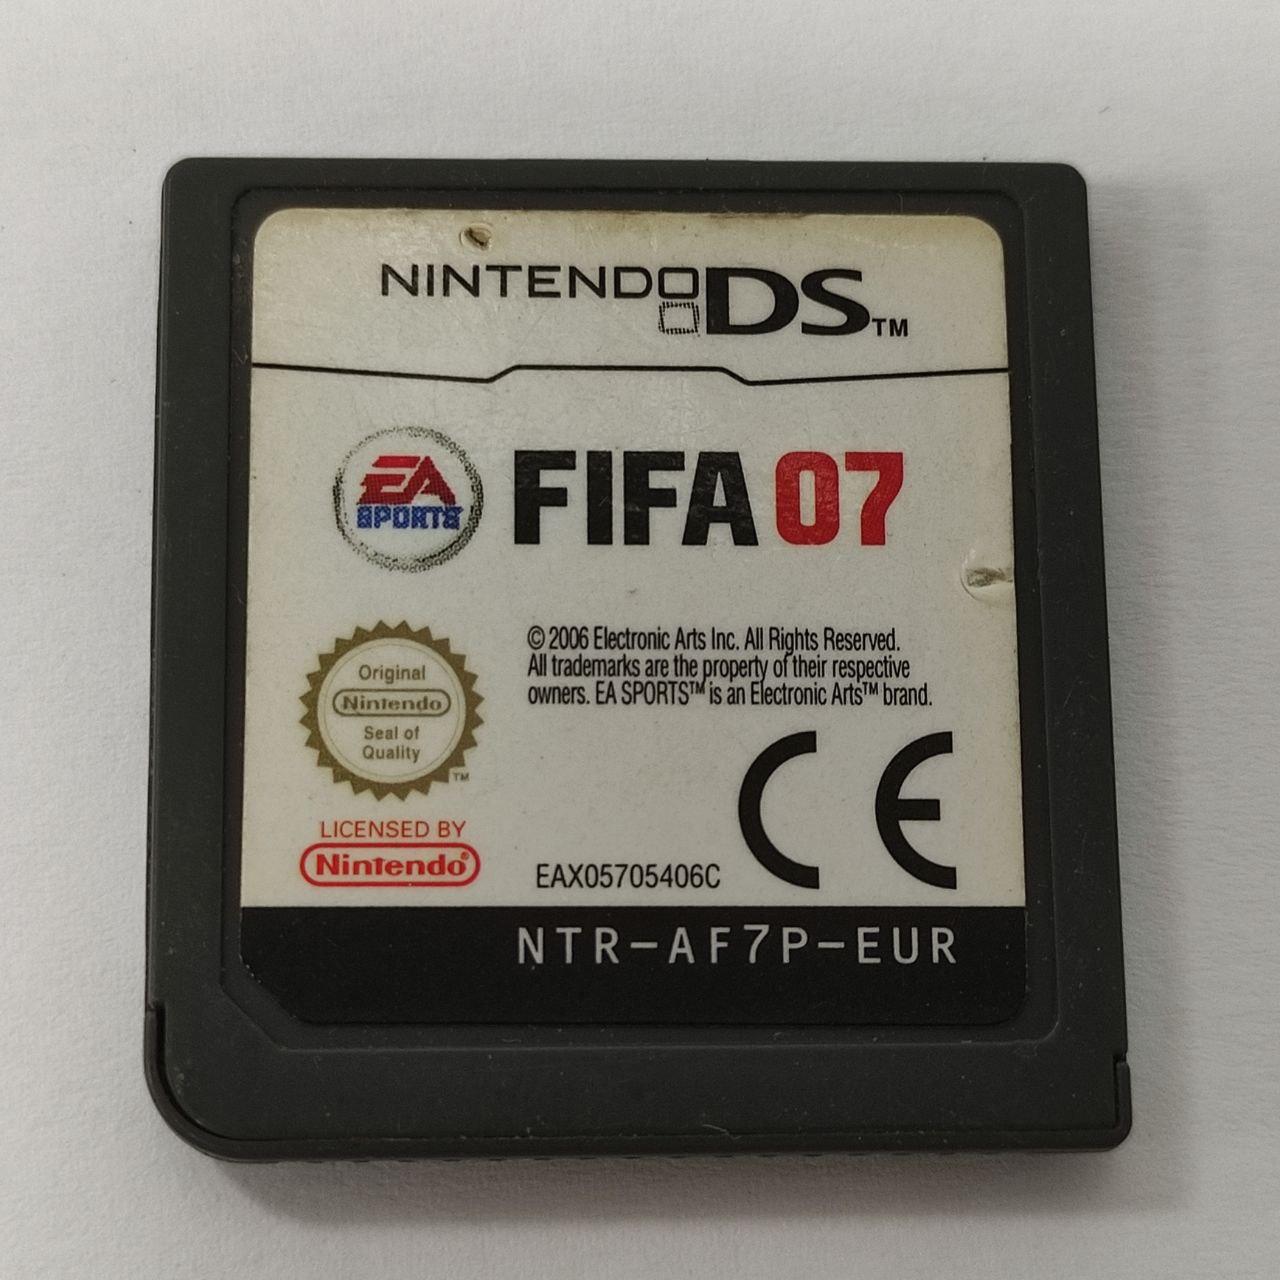 NINTENDO DS™
EA SPORTS
FIFA 07
© 2006 Electronic Arts Inc. All Rights Reserved.
All trademarks are the property of their respective
owners. EA SPORTS™ is an Electronic Arts™ brand.
Original
Nintendo
Seal of
Quality
™
LICENSED BY
Nintendo®
EAX05705406C
CE
NTR-AF7P-EUR